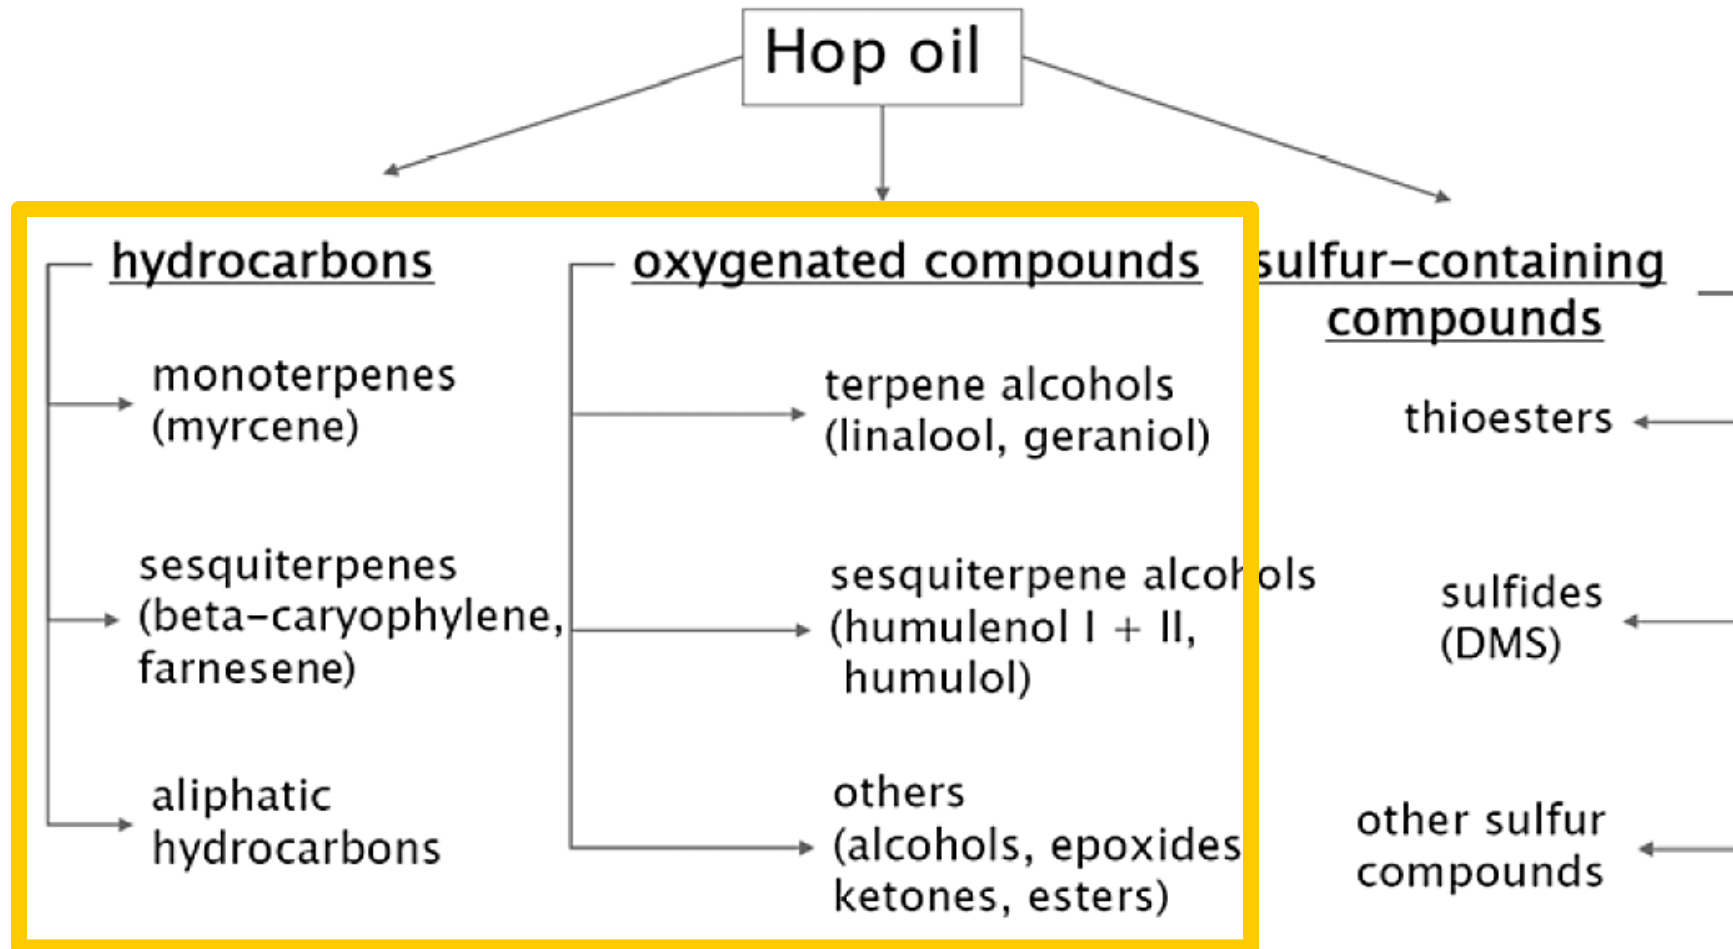 Hop oil
hydrocarbons
monoterpenes
(myrcene)
sesquiterpenes
(beta-caryophylene,
farnesene)
aliphatic
hydrocarbons
oxygenated compounds
terpene alcohols
(linalool, geraniol)
sesquiterpene alcohols
(humulenol I + II,
humulol)
others
(alcohols, epoxides
ketones, esters)
sulfur-containing
compounds
thioesters
sulfides
(DMS)
other sulfur
compounds